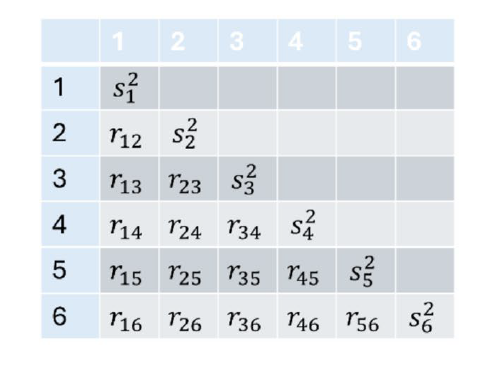 1 2 3 4 5 6
1 s₁²
2 r₁₂ s₂²
3 r₁₃ r₂₃ s₃²
4 r₁₄ r₂₄ r₃₄ s₄²
5 r₁₅ r₂₅ r₃₅ r₄₅ s₅²
6 r₁₆ r₂₆ r₃₆ r₄₆ r₅₆ s₆²